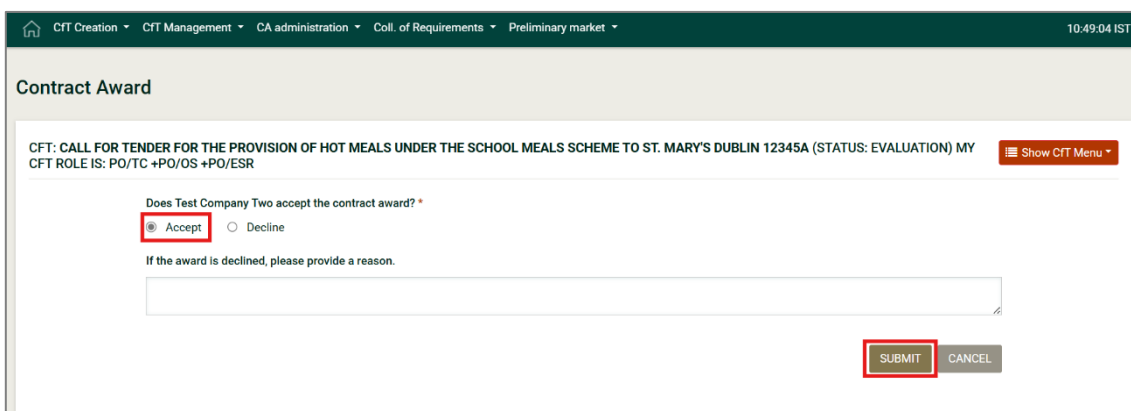 CfT Creation CfT Management CA administration Coll. of Requirements Preliminary market 10:49:04 IST
Contract Award
CFT: CALL FOR TENDER FOR THE PROVISION OF HOT MEALS UNDER THE SCHOOL MEALS SCHEME TO ST. MARY'S DUBLIN 12345A (STATUS: EVALUATION) MY
CFT ROLE IS: PO/TC +PO/OS +PO/ESR
Show CfT Menu
Does Test Company Two accept the contract award? *
Accept Decline
If the award is declined, please provide a reason.
SUBMIT CANCEL